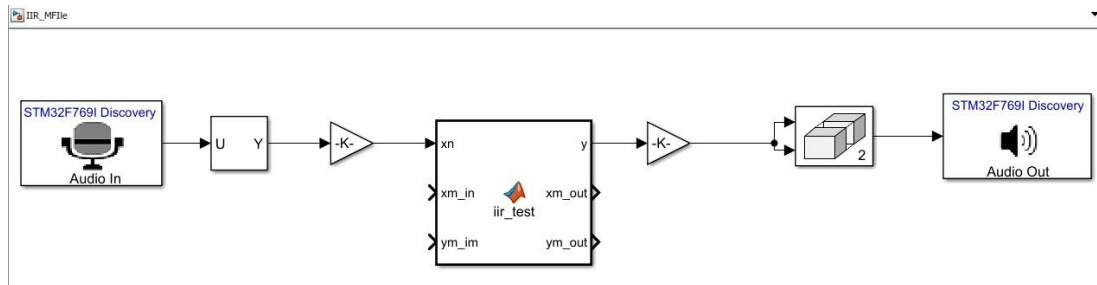 IIR_MFIle
STM32F769I Discovery
Audio In
U Y
-K-
xn
xm_in
ym_im
iir_test
y
xm_out
ym_out
-K-
2
STM32F769I Discovery
Audio Out